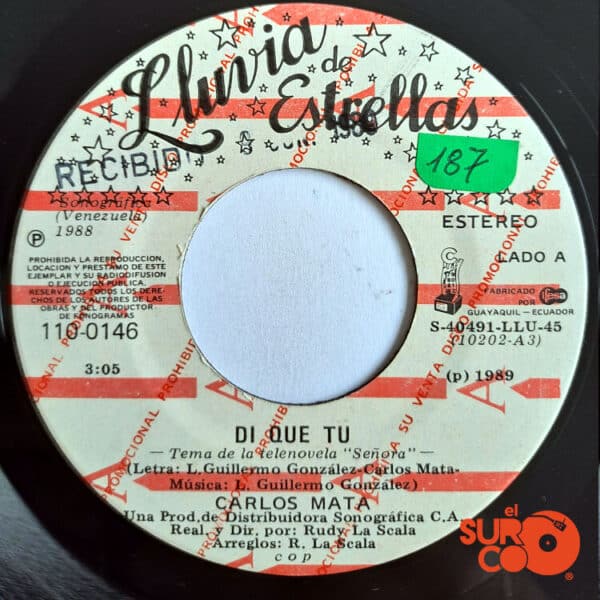 Lluvia
de
Estrellas
RECIBID
1988
187
Sonográfica
(Venezuela)
Ⓟ 1988
ESTEREO
LADO A
PROHIBIDA LA REPRODUCCION,
LOCACION Y PRESTAMO DE ESTE
EJEMPLAR Y SU RADIODIFUSION
O EJECUCION PUBLICA.
RESERVADOS TODOS LOS DERE-
CHOS DE LOS AUTORES DE LAS
OBRAS Y DEL PRODUCTOR
DE FONOGRAMAS
FABRICADO POR
fesa
GUAYAQUIL - ECUADOR
110-0146
S-40491-LLU-45
(10202-A3)
3:05
(p) 1989
DISCO PROMOCIONAL PROHIBIDA SU VENTA
DI QUE TU
—Tema de la telenovela "Señora"—
(Letra: L. Guillermo González-Carlos Mata-
Música: L. Guillermo González)
CARLOS MATA
Una Prod. de Distribuidora Sonográfica C.A.
Real. y Dir. por: Rudy La Scala
Arreglos: R. La Scala
cop
el
SURCO